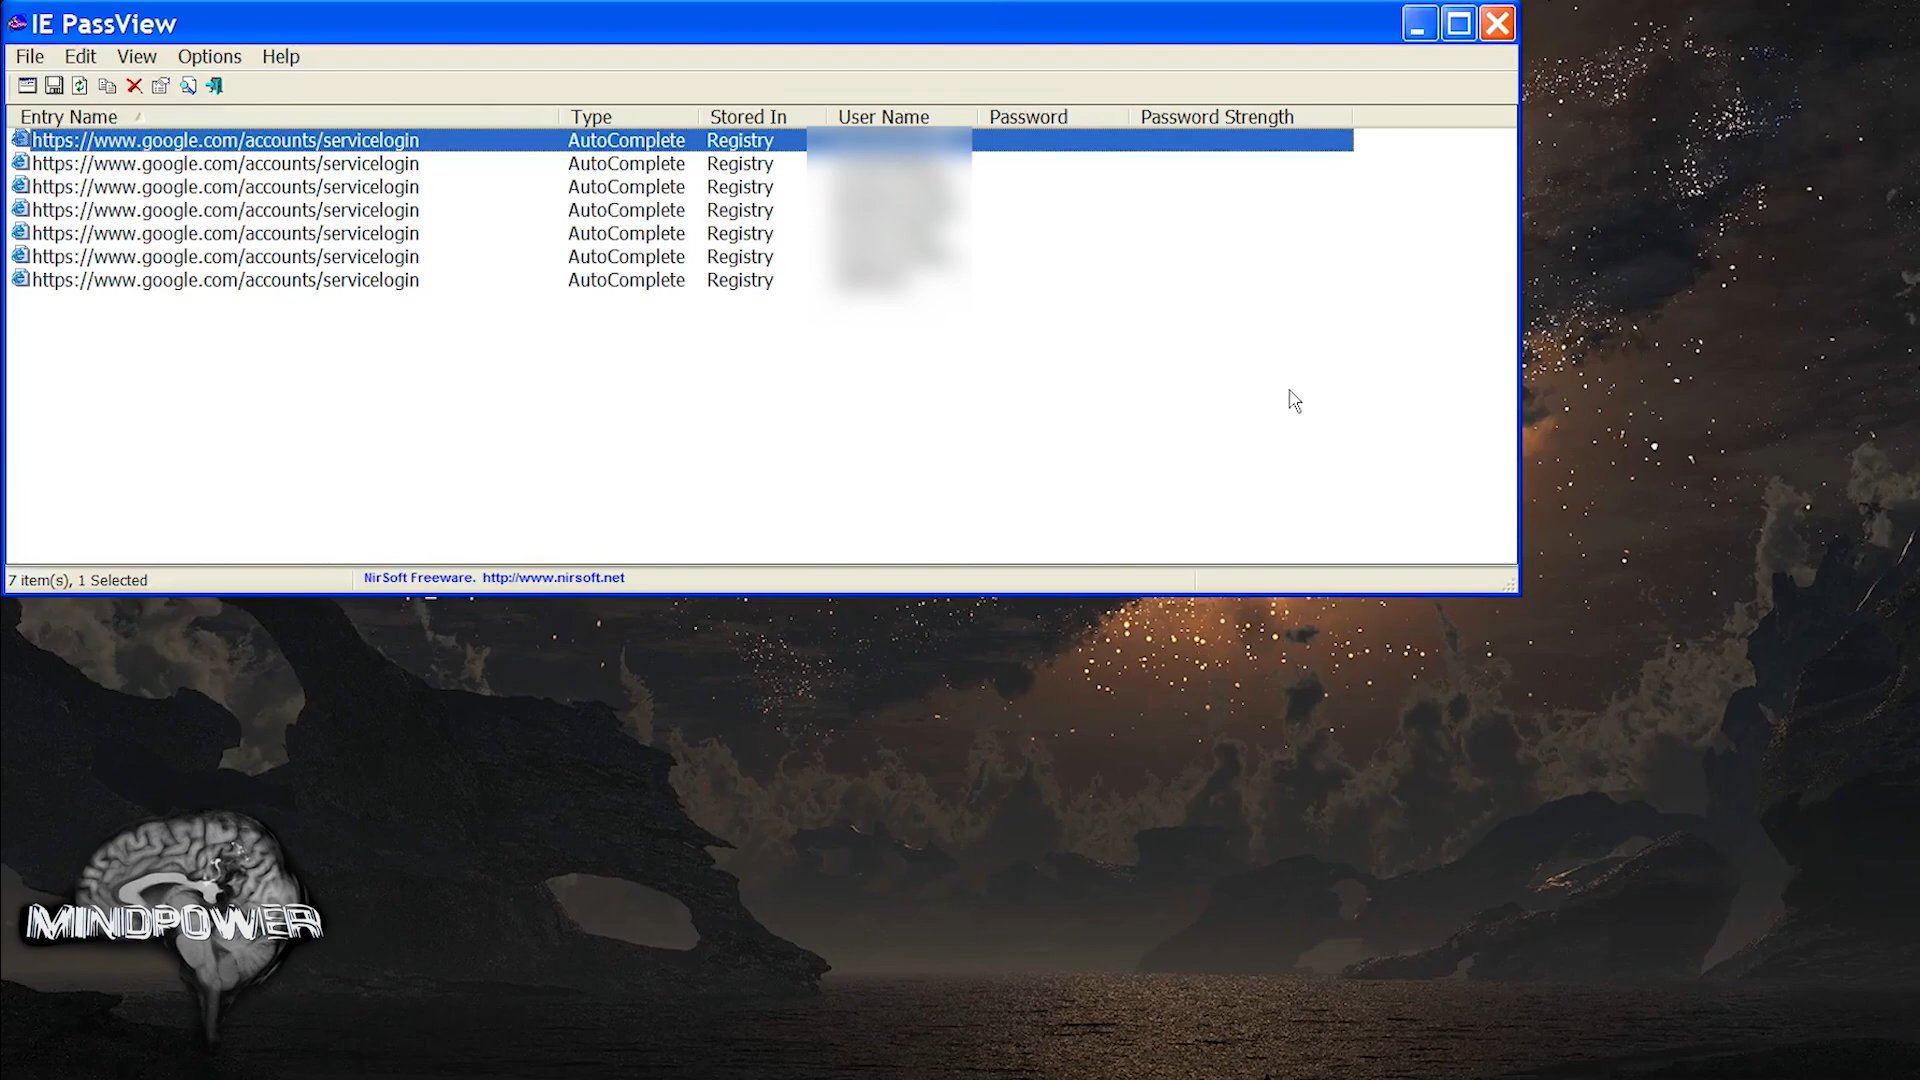 IE PassView
File Edit View Options Help
Entry Name Type Stored In User Name Password Password Strength
https://www.google.com/accounts/servicelogin AutoComplete Registry
https://www.google.com/accounts/servicelogin AutoComplete Registry
https://www.google.com/accounts/servicelogin AutoComplete Registry
https://www.google.com/accounts/servicelogin AutoComplete Registry
https://www.google.com/accounts/servicelogin AutoComplete Registry
https://www.google.com/accounts/servicelogin AutoComplete Registry
https://www.google.com/accounts/servicelogin AutoComplete Registry
7 item(s), 1 Selected NirSoft Freeware. http://www.nirsoft.net
MINDPOWER